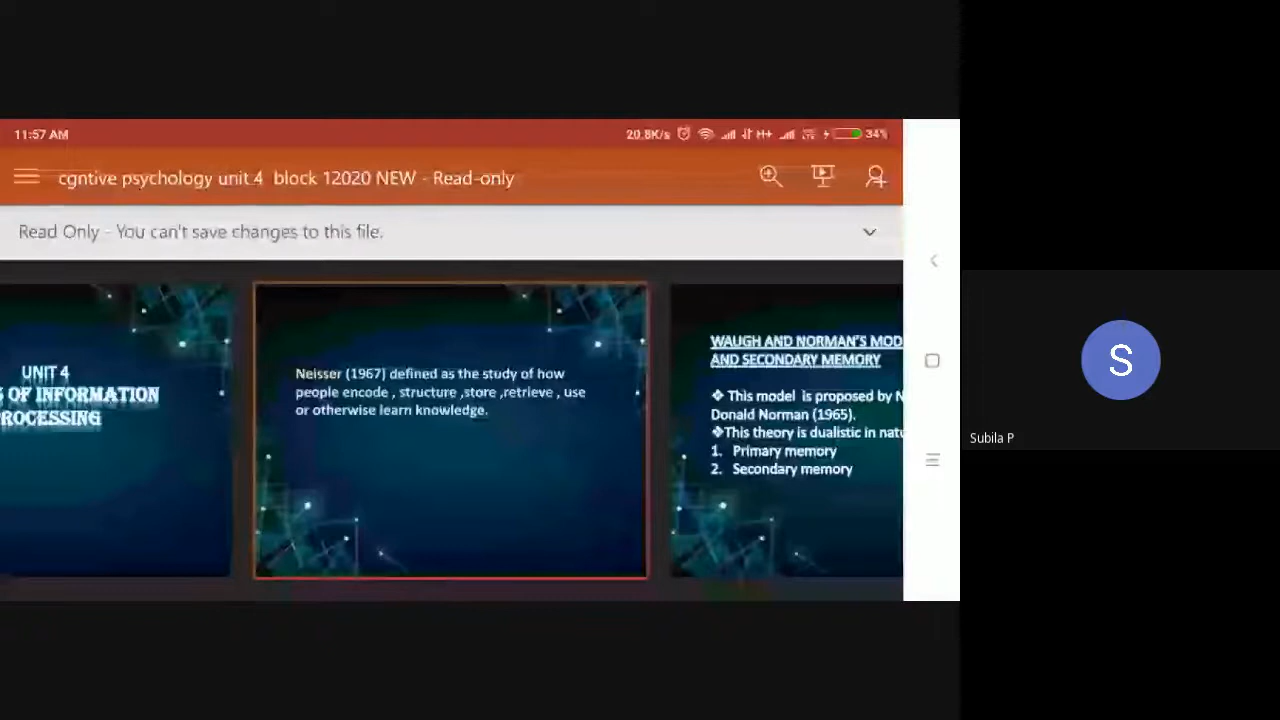 11:57 AM
20.8K/s
34%
cgntive psychology unit 4 block 12020 NEW - Read-only
Read Only - You can't save changes to this file.
UNIT 4
S OF INFORMATION
ROCESSING
Neisser (1967) defined as the study of how
people encode , structure ,store ,retrieve , use
or otherwise learn knowledge.
WAUGH AND NORMAN'S MOD
AND SECONDARY MEMORY
❖ This model is proposed by N
Donald Norman (1965).
❖This theory is dualistic in natu
1. Primary memory
2. Secondary memory
S
Subila P